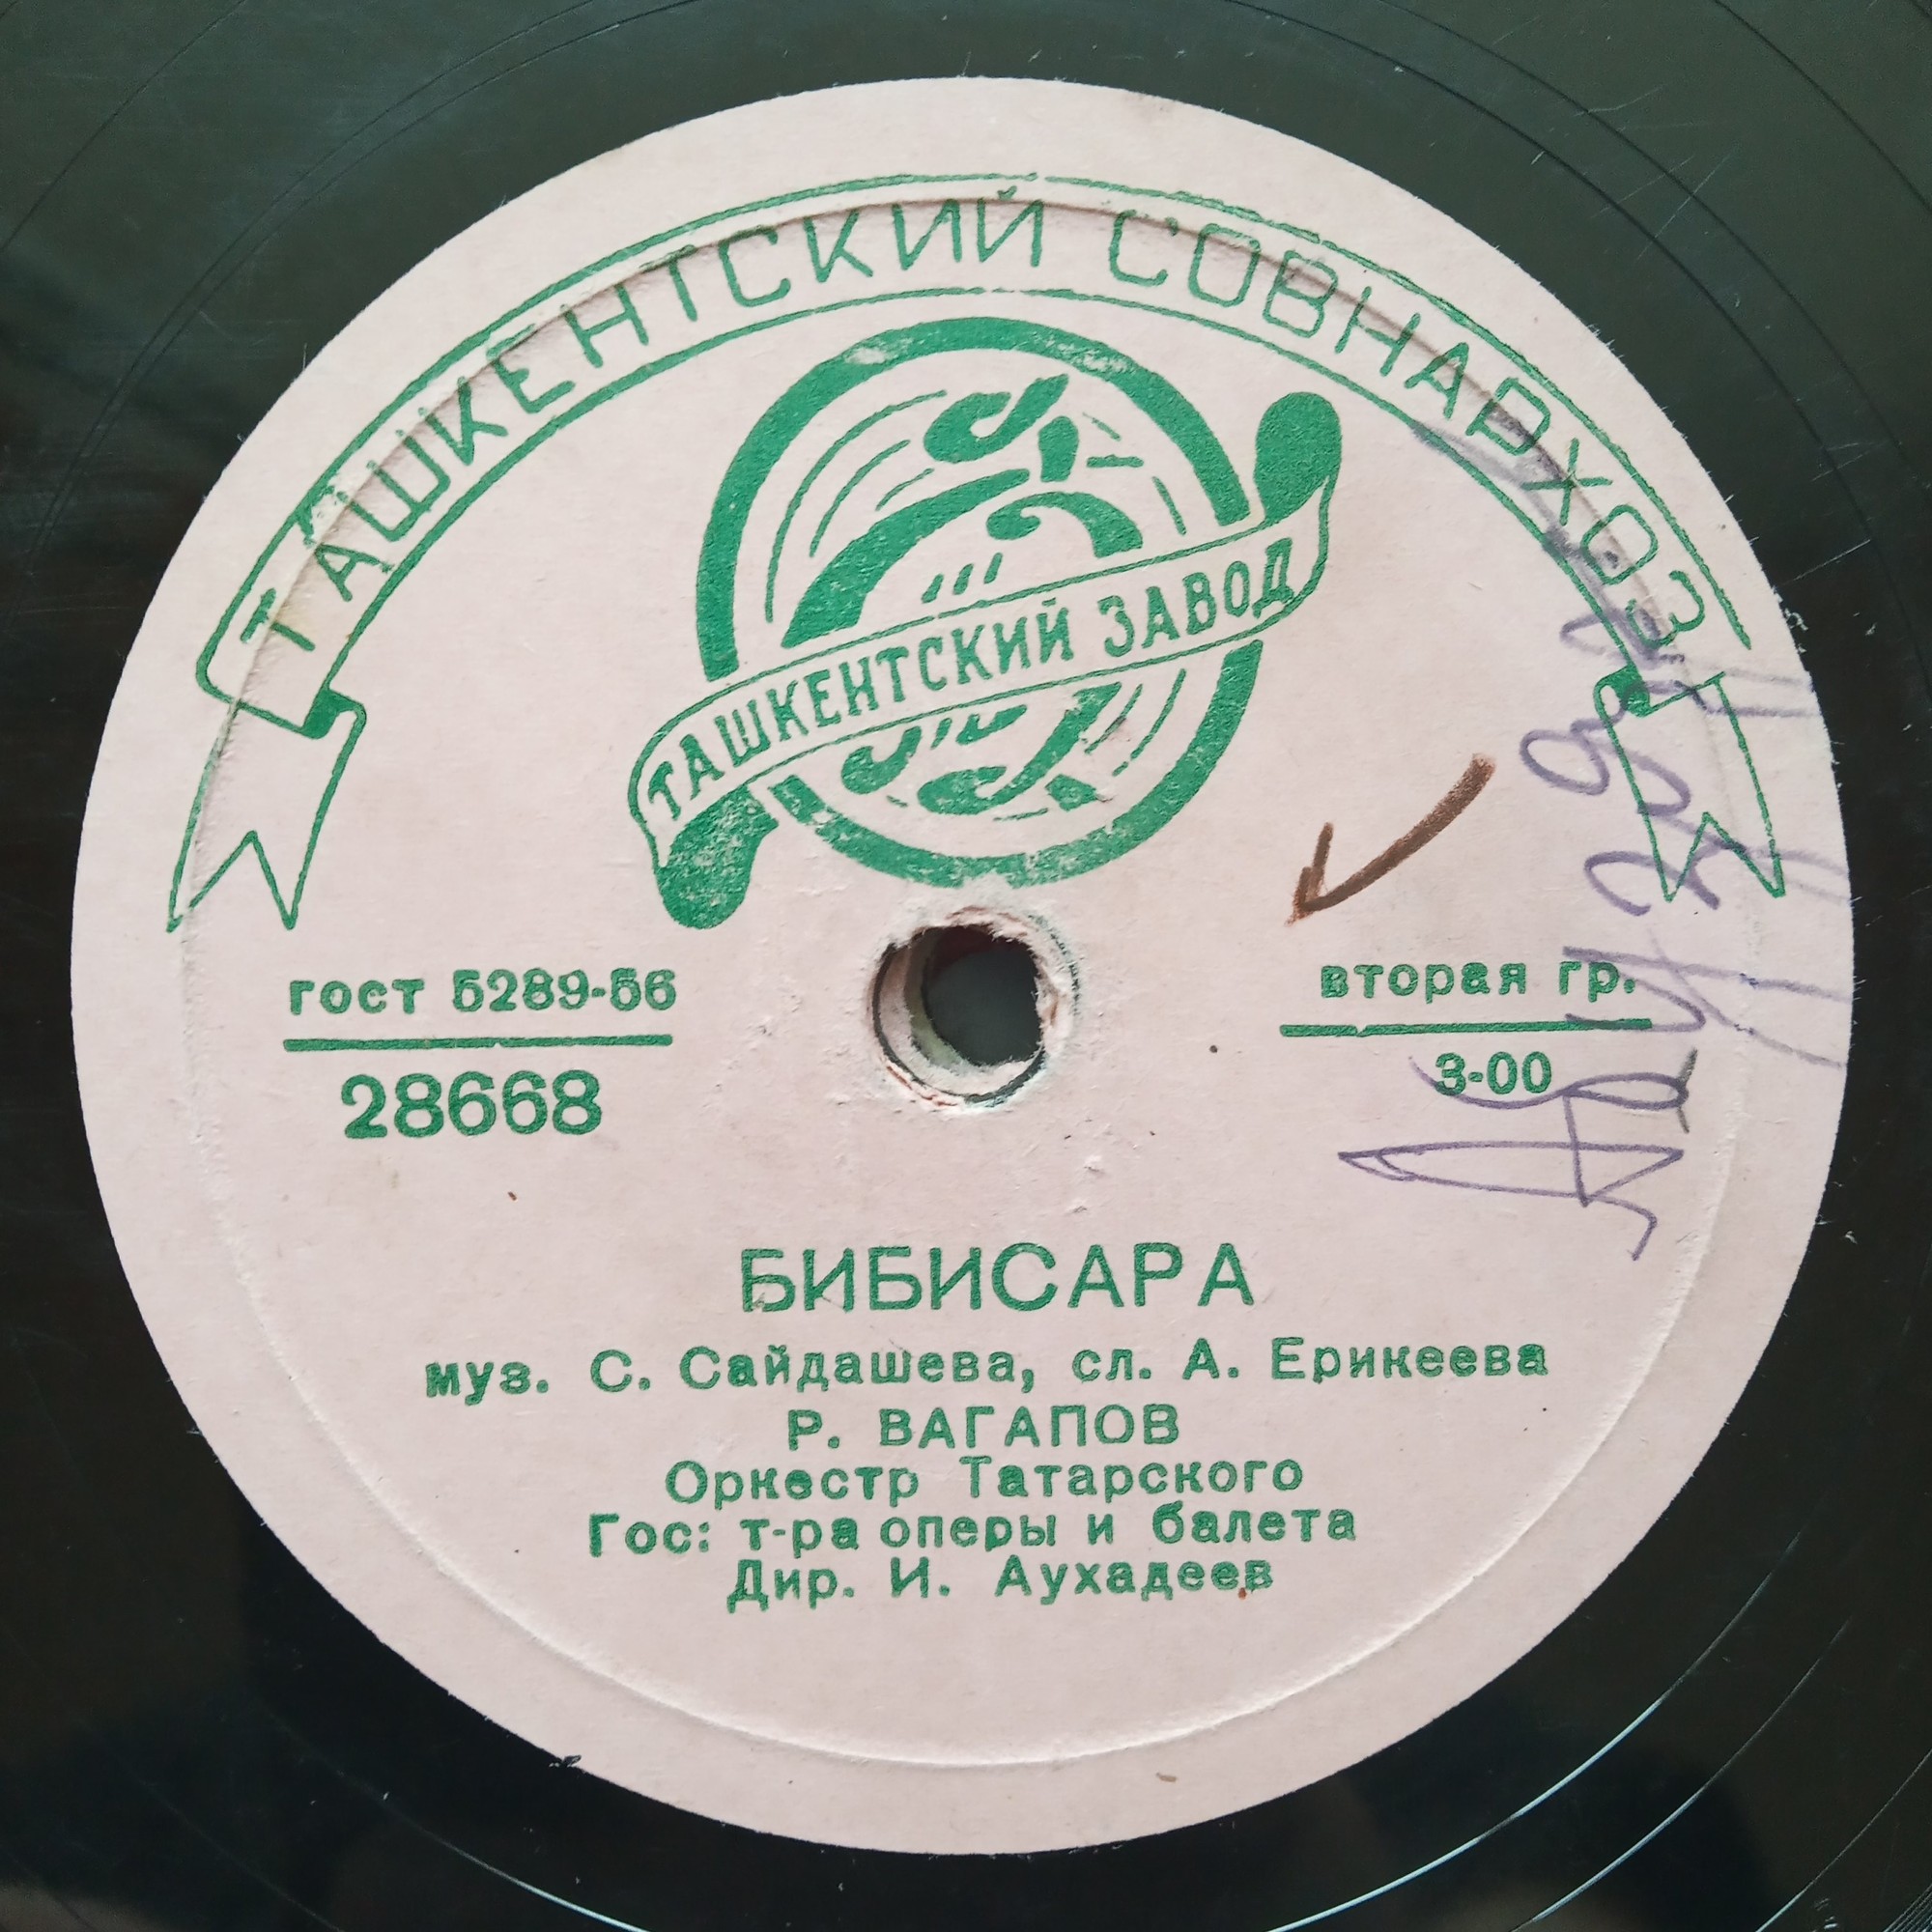 ТАШКЕНТСКИЙ СОВНАРХОЗ
ТАШКЕНТСКИЙ ЗАВОД
гост 5289-56
28668
вторая гр.
3-00
БИБИСАРА
муз. С. Сайдашева, сл. А. Ерикеева
Р. ВАГАПОВ
Оркестр Татарского
Гос: т-ра оперы и балета
Дир. И. Аухадеев